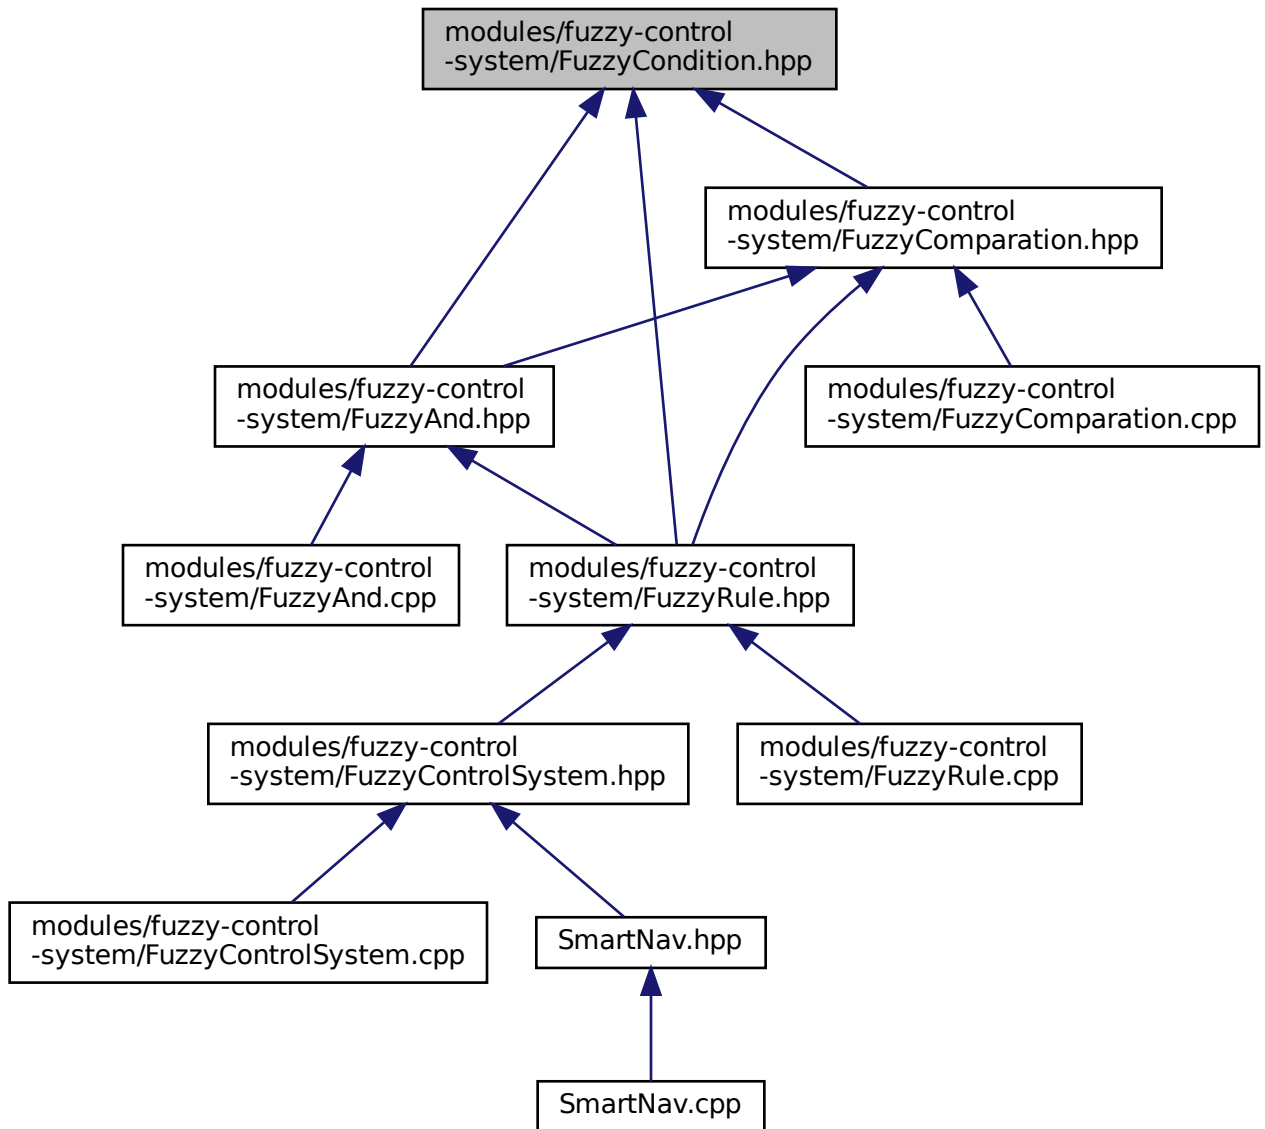 modules/fuzzy-control
-system/FuzzyCondition.hpp
modules/fuzzy-control
-system/FuzzyComparation.hpp
modules/fuzzy-control
-system/FuzzyAnd.hpp
modules/fuzzy-control
-system/FuzzyComparation.cpp
modules/fuzzy-control
-system/FuzzyAnd.cpp
modules/fuzzy-control
-system/FuzzyRule.hpp
modules/fuzzy-control
-system/FuzzyControlSystem.hpp
modules/fuzzy-control
-system/FuzzyRule.cpp
modules/fuzzy-control
-system/FuzzyControlSystem.cpp
SmartNav.hpp
SmartNav.cpp